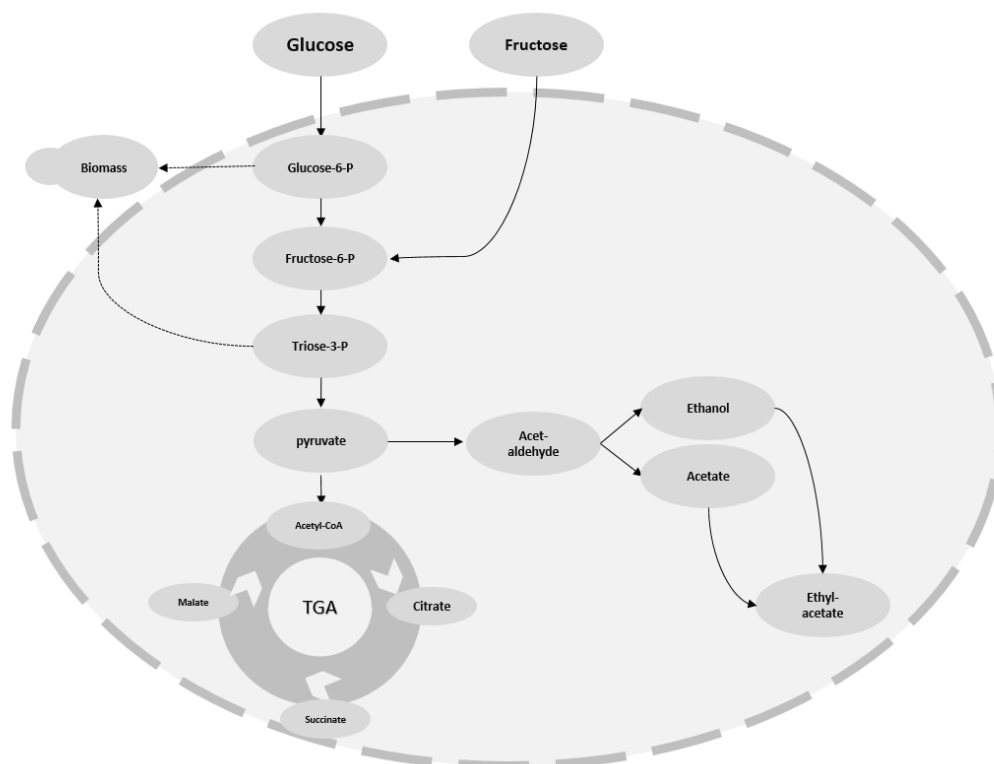 Glucose
Fructose
Biomass
Glucose-6-P
Fructose-6-P
Triose-3-P
pyruvate
Acet-
aldehyde
Ethanol
Acetate
Acetyl-CoA
Malate
TGA
Citrate
Ethyl-
acetate
Succinate